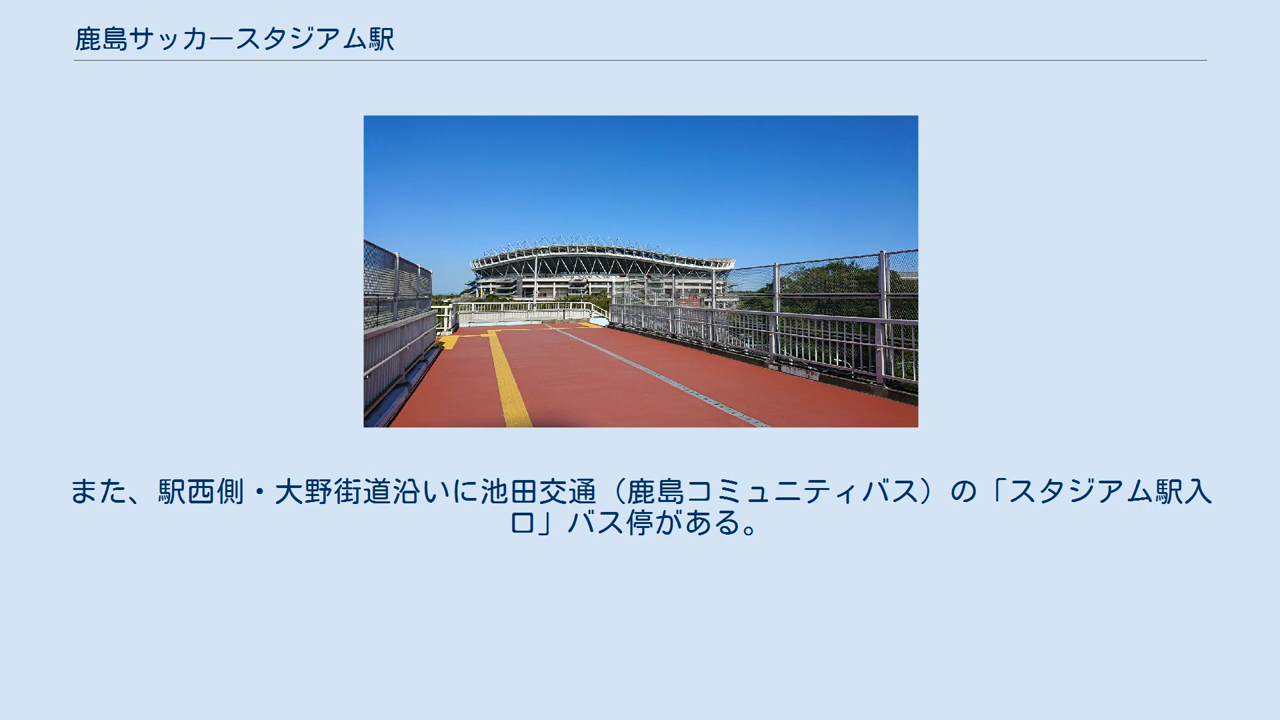 鹿島サッカースタジアム駅
また、駅西側・大野街道沿いに池田交通（鹿島コミュニティバス）の「スタジアム駅入
口」バス停がある。